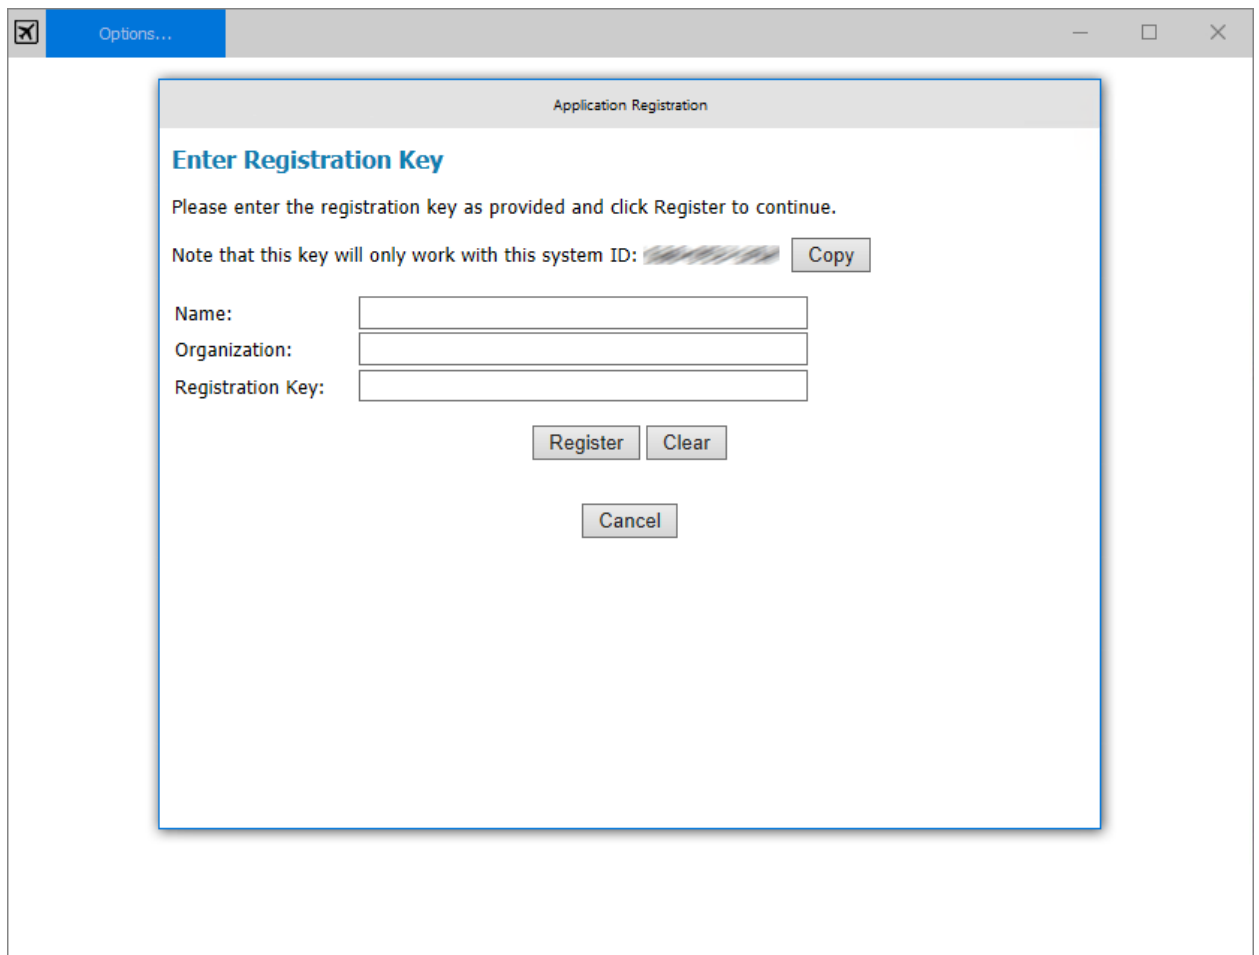 Options...
Application Registration
Enter Registration Key
Please enter the registration key as provided and click Register to continue.
Note that this key will only work with this system ID: Copy
Name:
Organization:
Registration Key:
Register Clear
Cancel